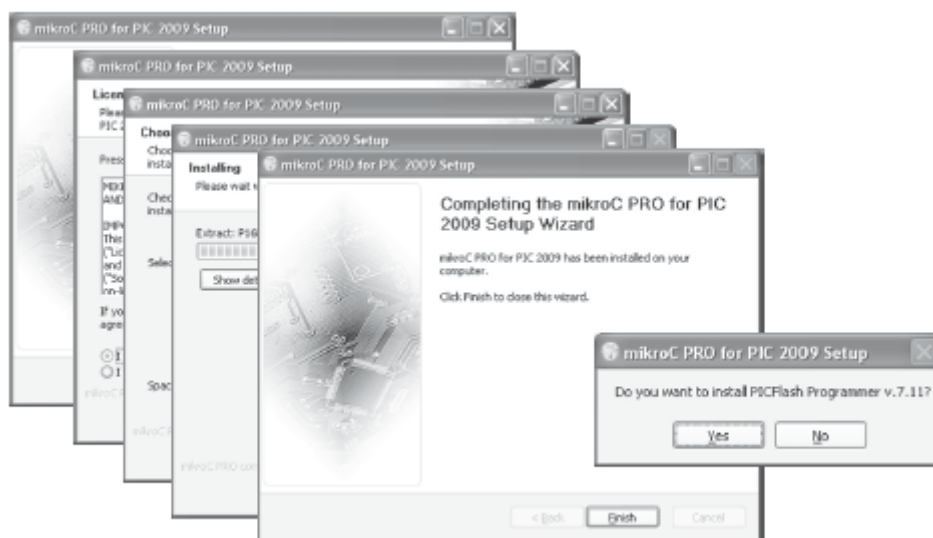 mikroC PRO for PIC 2009 Setup
mikroC PRO for PIC 2009 Setup
mikroC PRO for PIC 2009 Setup
mikroC PRO for PIC 2009 Setup
Installing
Please wait
Extract:
Show
mikroC PRO for PIC 2009 Setup
Completing the mikroC PRO for PIC
2009 Setup Wizard
mikroC PRO for PIC 2009 has been installed on your
computer.
Click Finish to close this wizard.
< Back
Finish
Cancel
mikroC PRO for PIC 2009 Setup
Do you want to install PICFlash Programmer v.7.11?
Yes
No